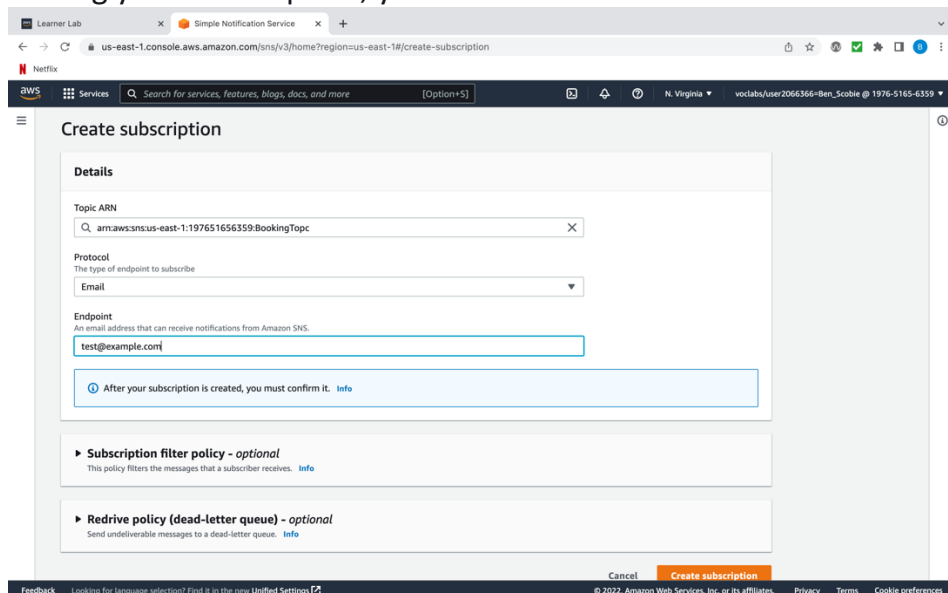 Learner Lab
Simple Notification Service
us-east-1.console.aws.amazon.com/sns/v3/home?region=us-east-1#/create-subscription
B
N Netflix
aws
Services
Search for services, features, blogs, docs, and more
[Option+S]
N. Virginia
voclabs/user2066366=Ben_Scobie @ 1976-5165-6359
Create subscription
Details
Topic ARN
arn:aws:sns:us-east-1:197651656359:BookingTopc
Protocol
The type of endpoint to subscribe
Email
Endpoint
An email address that can receive notifications from Amazon SNS.
test@example.com
After your subscription is created, you must confirm it. Info
Subscription filter policy - optional
This policy filters the messages that a subscriber receives. Info
Redrive policy (dead-letter queue) - optional
Send undeliverable messages to a dead-letter queue. Info
Cancel
Create subscription
Feedback
Looking for language selection? Find it in the new Unified Settings
© 2022, Amazon Web Services, Inc. or its affiliates.
Privacy
Terms
Cookie preferences